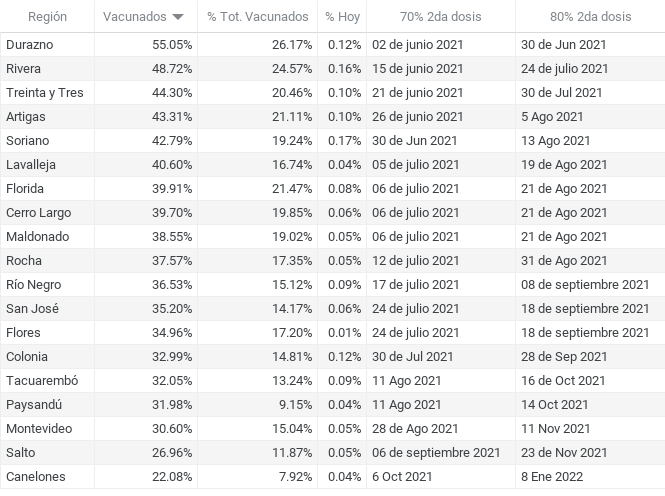 Región Vacunados % Tot. Vacunados % Hoy 70% 2da dosis 80% 2da dosis
Durazno 55.05% 26.17% 0.12% 02 de junio 2021 30 de Jun 2021
Rivera 48.72% 24.57% 0.16% 15 de junio 2021 24 de julio 2021
Treinta y Tres 44.30% 20.46% 0.10% 21 de junio 2021 30 de Jul 2021
Artigas 43.31% 21.11% 0.10% 26 de junio 2021 5 Ago 2021
Soriano 42.79% 19.24% 0.17% 30 de Jun 2021 13 Ago 2021
Lavalleja 40.60% 16.74% 0.04% 05 de julio 2021 19 de Ago 2021
Florida 39.91% 21.47% 0.08% 06 de julio 2021 21 de Ago 2021
Cerro Largo 39.70% 19.85% 0.06% 06 de julio 2021 21 de Ago 2021
Maldonado 38.55% 19.02% 0.05% 06 de julio 2021 21 de Ago 2021
Rocha 37.57% 17.35% 0.05% 12 de julio 2021 31 de Ago 2021
Río Negro 36.53% 15.12% 0.09% 17 de julio 2021 08 de septiembre 2021
San José 35.20% 14.17% 0.06% 24 de julio 2021 18 de septiembre 2021
Flores 34.96% 17.20% 0.01% 24 de julio 2021 18 de septiembre 2021
Colonia 32.99% 14.81% 0.12% 30 de Jul 2021 28 de Sep 2021
Tacuarembó 32.05% 13.24% 0.09% 11 Ago 2021 16 de Oct 2021
Paysandú 31.98% 9.15% 0.04% 11 Ago 2021 14 Oct 2021
Montevideo 30.60% 15.04% 0.05% 28 de Ago 2021 11 Nov 2021
Salto 26.96% 11.87% 0.05% 06 de septiembre 2021 23 de Nov 2021
Canelones 22.08% 7.92% 0.04% 6 Oct 2021 8 Ene 2022